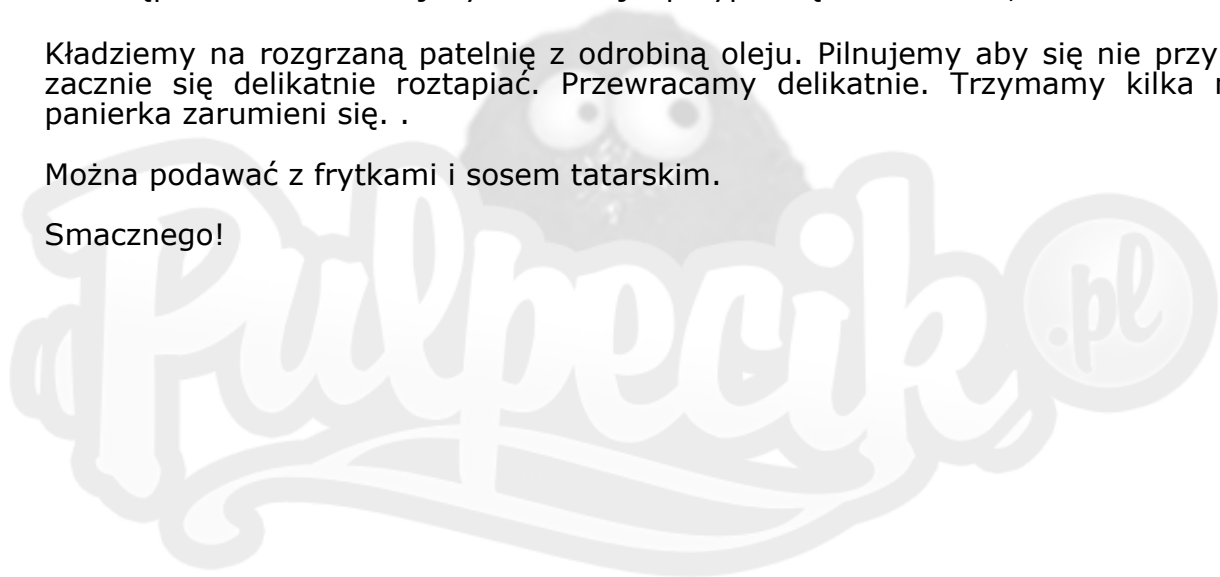 Kładziemy na rozgrzaną patelnię z odrobiną oleju. Pilnujemy aby się nie przy
zacznie się delikatnie roztapiać. Przewracamy delikatnie. Trzymamy kilka
panierka zarumieni się. .
Można podawać z frytkami i sosem tatarskim.
Smacznego!
Pulpecik.pl